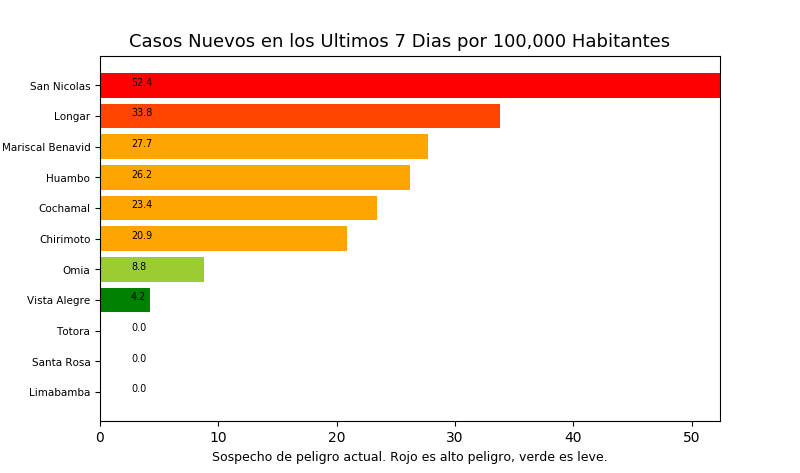 Casos Nuevos en los Ultimos 7 Dias por 100,000 Habitantes
San Nicolas 52.4
Longar 33.8
Mariscal Benavid 27.7
Huambo 26.2
Cochamal 23.4
Chirimoto 20.9
Omia 8.8
Vista Alegre 4.2
Totora 0.0
Santa Rosa 0.0
Limabamba 0.0
0 10 20 30 40 50
Sospecho de peligro actual. Rojo es alto peligro, verde es leve.